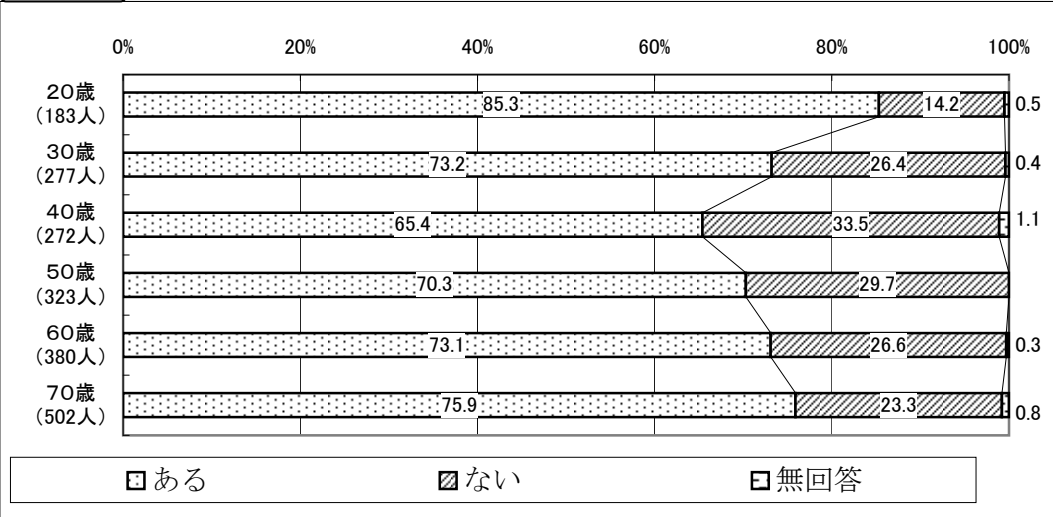 0% 20% 40% 60% 80% 100%
20歳
(183人)
85.3 14.2 0.5
30歳
(277人)
73.2 26.4 0.4
40歳
(272人)
65.4 33.5 1.1
50歳
(323人)
70.3 29.7
60歳
(380人)
73.1 26.6 0.3
70歳
(502人)
75.9 23.3 0.8
ある ない 無回答